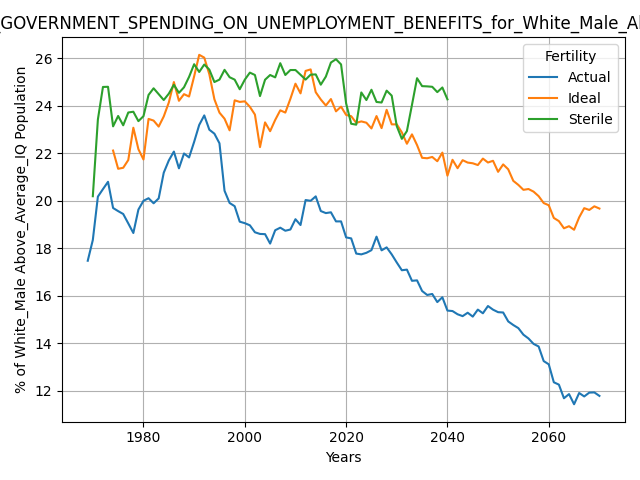 _GOVERNMENT_SPENDING_ON_UNEMPLOYMENT_BENEFITS_for_White_Male_A
26
24
22
20
18
16
14
12
% of White_Male Above_Average_IQ Population
Fertility
Actual
Ideal
Sterile
1980 2000 2020 2040 2060
Years